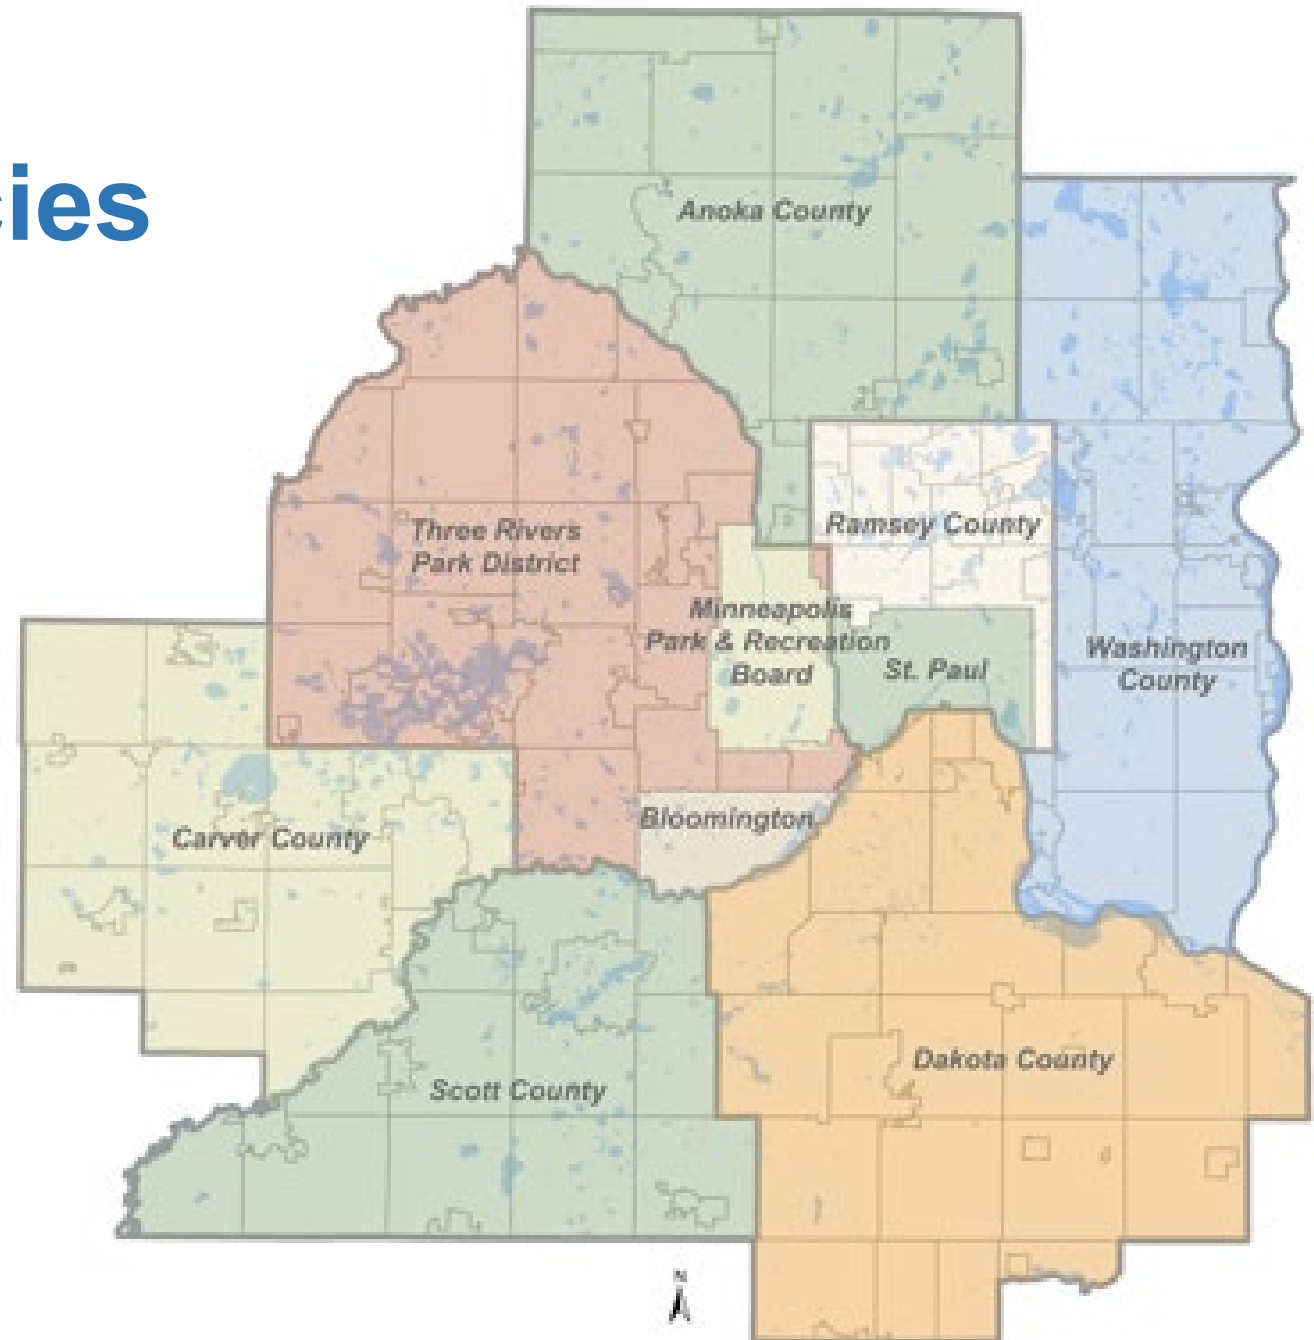 cies
Anoka County
Three Rivers
Park District
Ramsey County
Minneapolis
Park & Recreation
Board
St. Paul
Washington
County
Bloomington
Carver County
Dakota County
Scott County
N